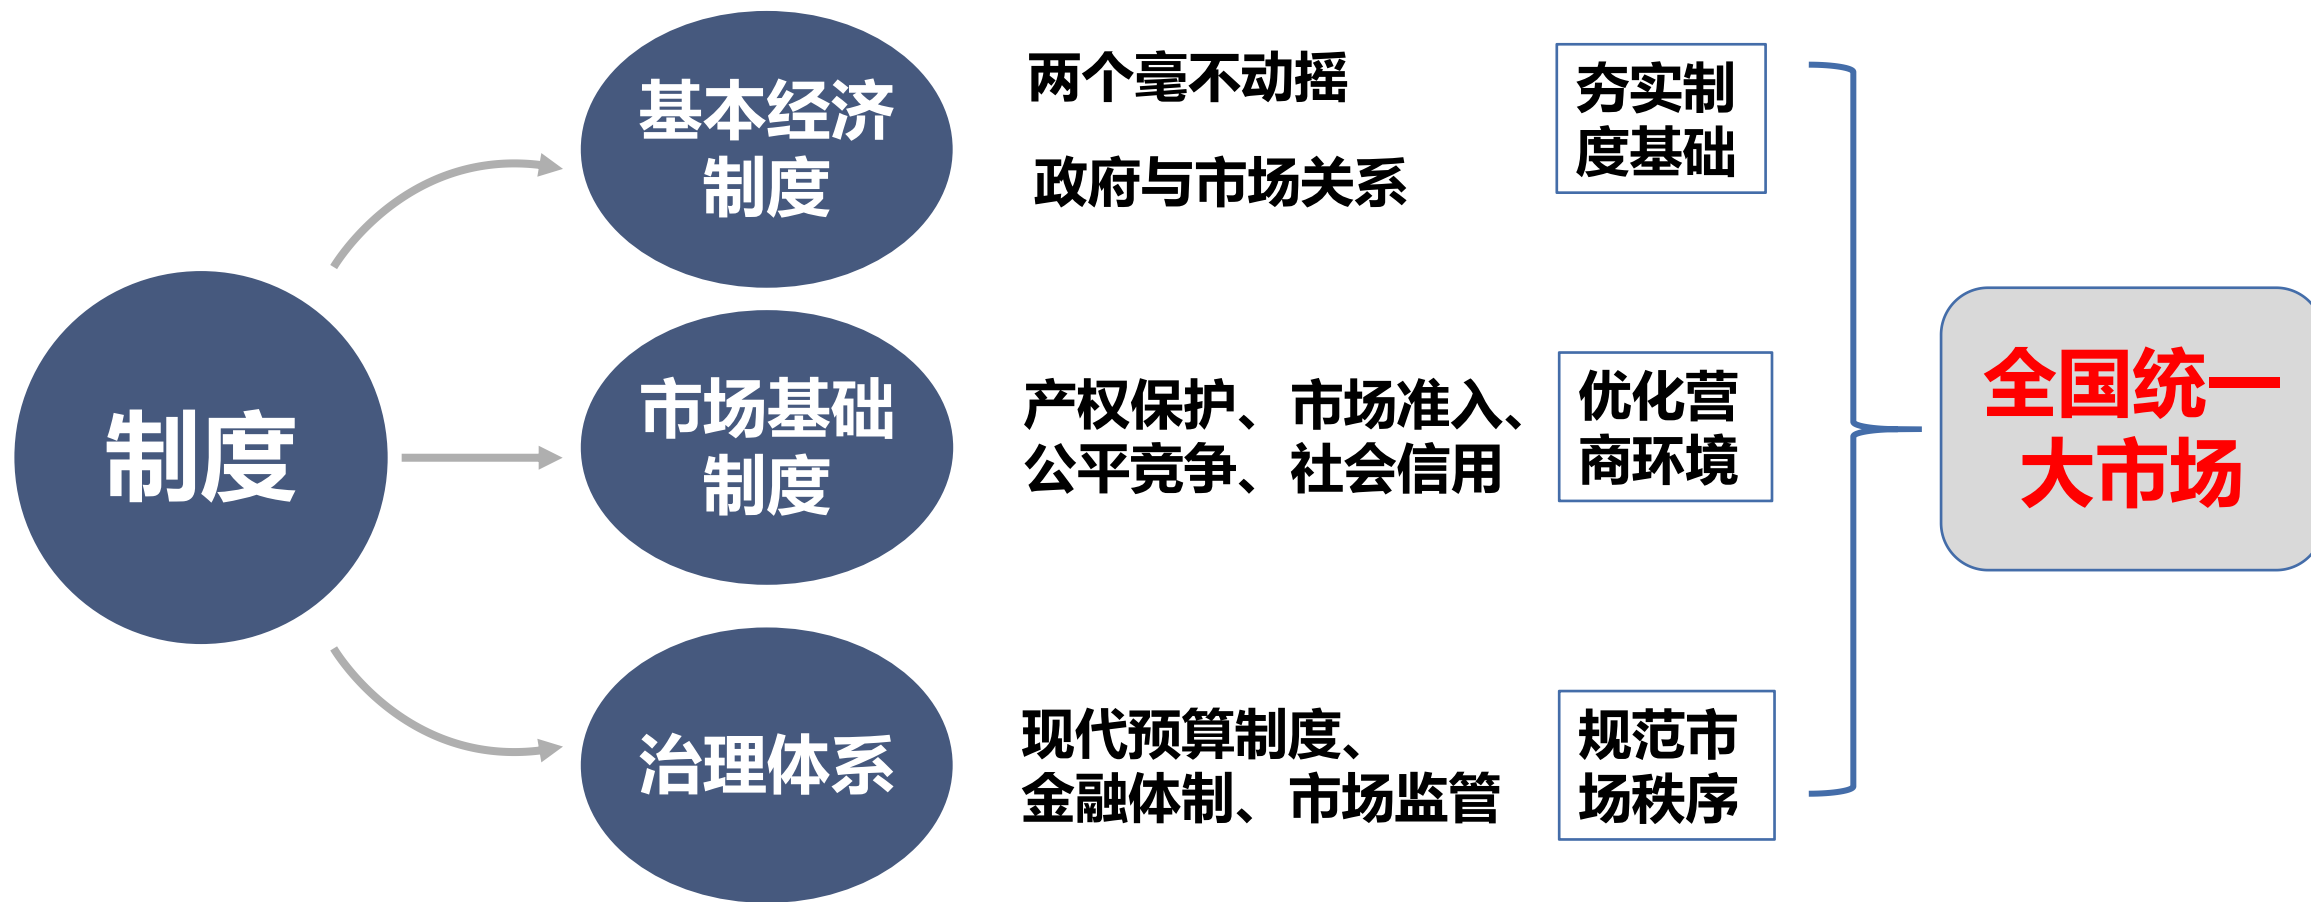 制度
基本经济
制度
两个毫不动摇
政府与市场关系
夯实制
度基础
市场基础
制度
产权保护、市场准入、
公平竞争、社会信用
优化营
商环境
治理体系
现代预算制度、
金融体制、市场监管
规范市
场秩序
全国统一
大市场